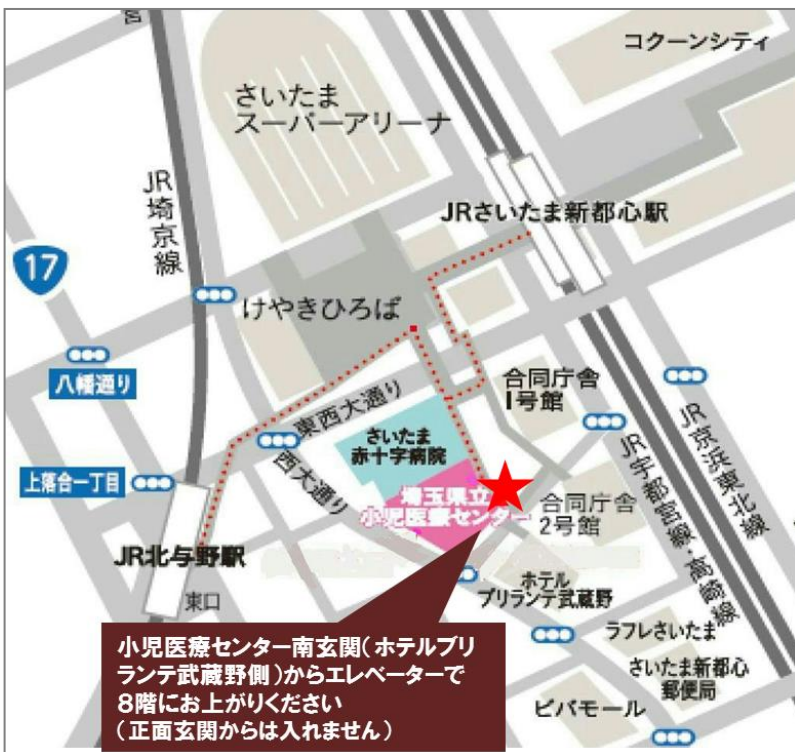 コクーンシティ
さいたま
スーパーアリーナ
JR埼京線
JRさいたま新都心駅
17
けやきひろば
八幡通り
合同庁舎
1号館
東西大通り
さいたま
赤十字病院
西大通り
上落合一丁目
埼玉県立
小児医療センター
合同庁舎
2号館
JR京浜東北線
JR宇都宮線・高崎線
JR北与野駅
東口
ホテル
ブリランテ武蔵野
ラフレさいたま
さいたま新都心
郵便局
ビバモール
小児医療センター南玄関(ホテルブリ
ランテ武蔵野側)からエレベーターで
8階にお上がりください
(正面玄関からは入れません)